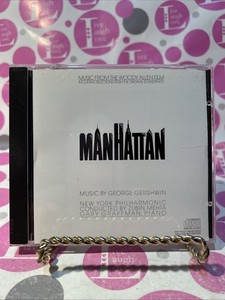 MUSIC FROM THE WOODY ALLEN FILM
MANHATTAN
MUSIC BY GEORGE GERSHWIN
NEW YORK PHILHARMONIC
CONDUCTED BY ZUBIN MEHTA
GARY GRAFFMAN, PIANO